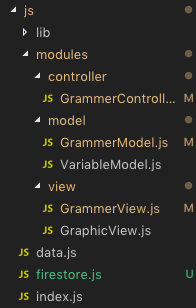 js
lib
modules
controller
JS GrammerControll... M
model
JS GrammerModel.js M
JS VariableModel.js
view
JS GrammerView.js M
JS GraphicView.js
JS data.js
JS firestore.js U
JS index.js